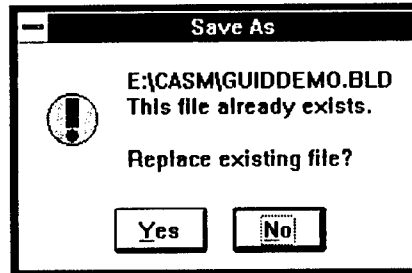 Save As
E:\CASM\GUIDDEMO.BLD
This file already exists.
Replace existing file?
Yes No